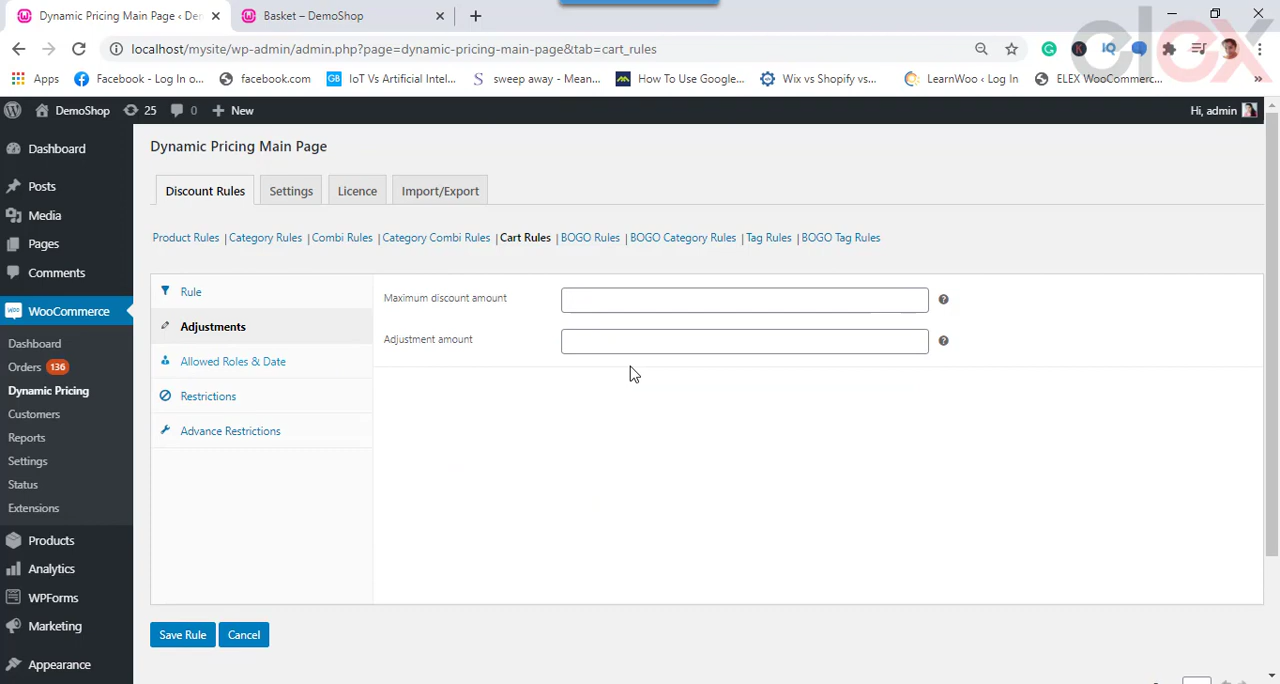 Dynamic Pricing Main Page ‹ De
Basket – DemoShop
localhost/mysite/wp-admin/admin.php?page=dynamic-pricing-main-page&tab=cart_rules
elex
Apps
Facebook - Log In o...
facebook.com
IoT Vs Artificial Intel...
sweep away - Mean...
How To Use Google...
Wix vs Shopify vs...
LearnWoo ‹ Log In
ELEX WooCommerc...
DemoShop
25
0
New
Hi, admin
Dashboard
Posts
Media
Pages
Comments
WooCommerce
Dashboard
Orders 136
Dynamic Pricing
Customers
Reports
Settings
Status
Extensions
Products
Analytics
WPForms
Marketing
Appearance
Dynamic Pricing Main Page
Discount Rules
Settings
Licence
Import/Export
Product Rules | Category Rules | Combi Rules | Category Combi Rules | Cart Rules | BOGO Rules | BOGO Category Rules | Tag Rules | BOGO Tag Rules
Rule
Adjustments
Allowed Roles & Date
Restrictions
Advance Restrictions
Maximum discount amount
Adjustment amount
Save Rule
Cancel